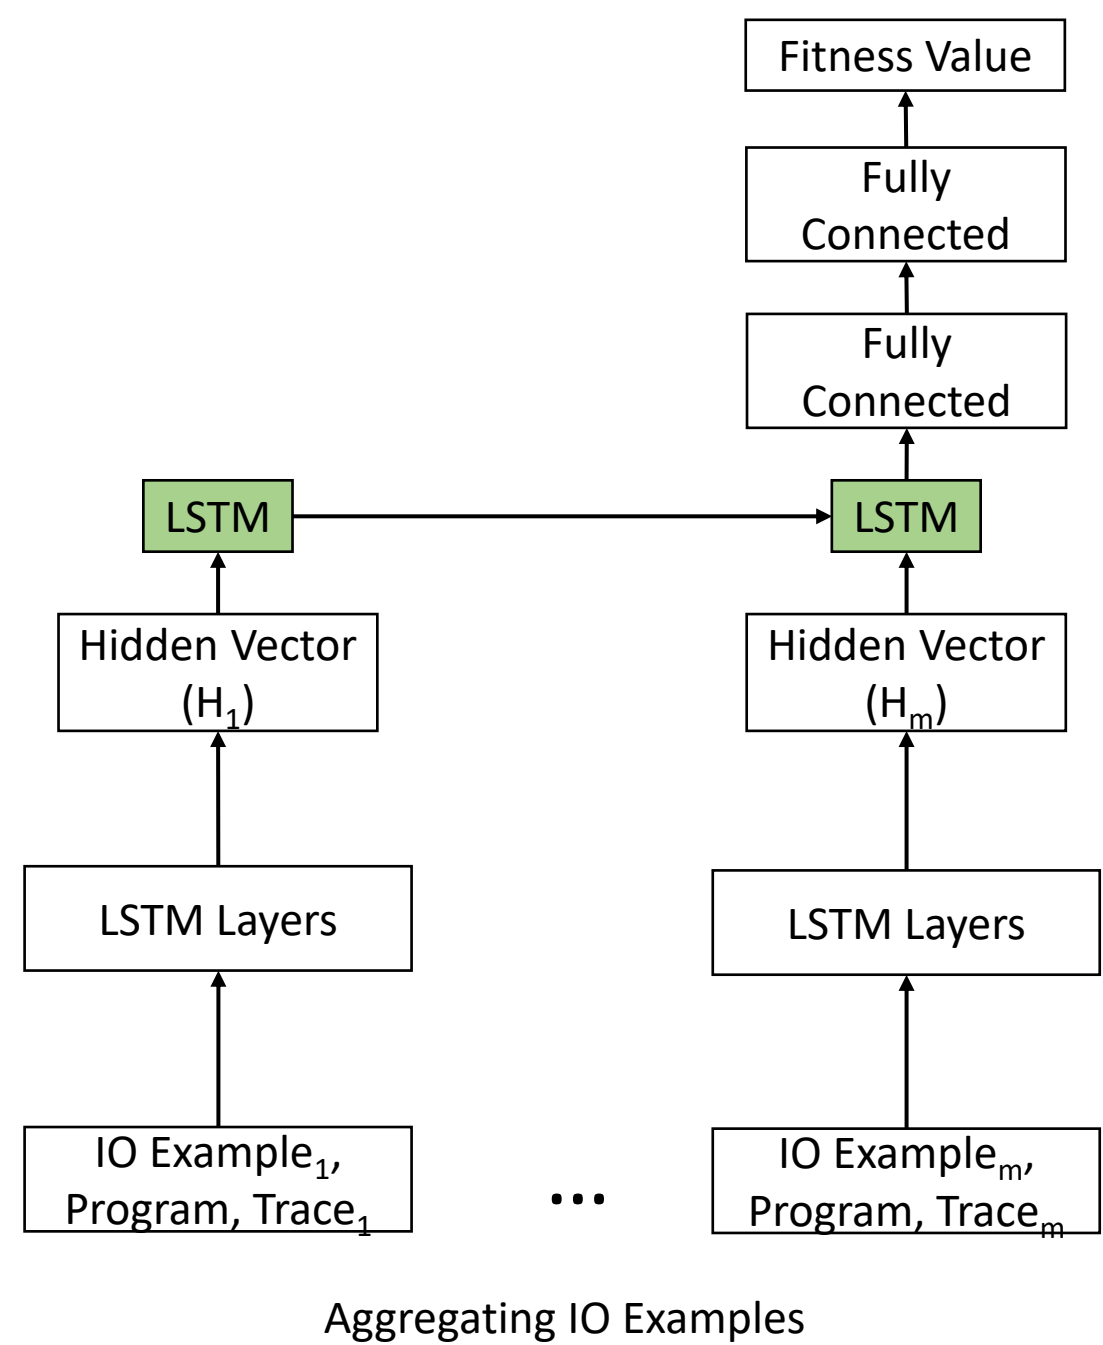 Fitness Value
Fully
Connected
Fully
Connected
LSTM
LSTM
Hidden Vector
(H₁)
Hidden Vector
(Hₘ)
LSTM Layers
LSTM Layers
IO Example₁,
Program, Trace₁
...
IO Exampleₘ,
Program, Traceₘ
Aggregating IO Examples